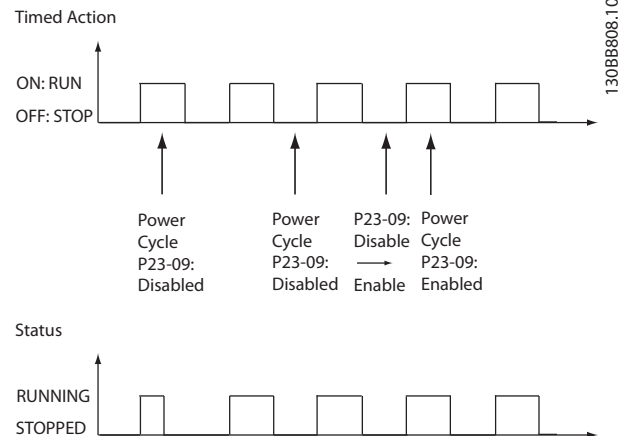 Timed Action
130BB808.10
ON: RUN
OFF: STOP
Power
Cycle
P23-09:
Disabled
Power
Cycle
P23-09:
Disabled
P23-09:
Disable
Enable
Power
Cycle
P23-09:
Enabled
Status
RUNNING
STOPPED